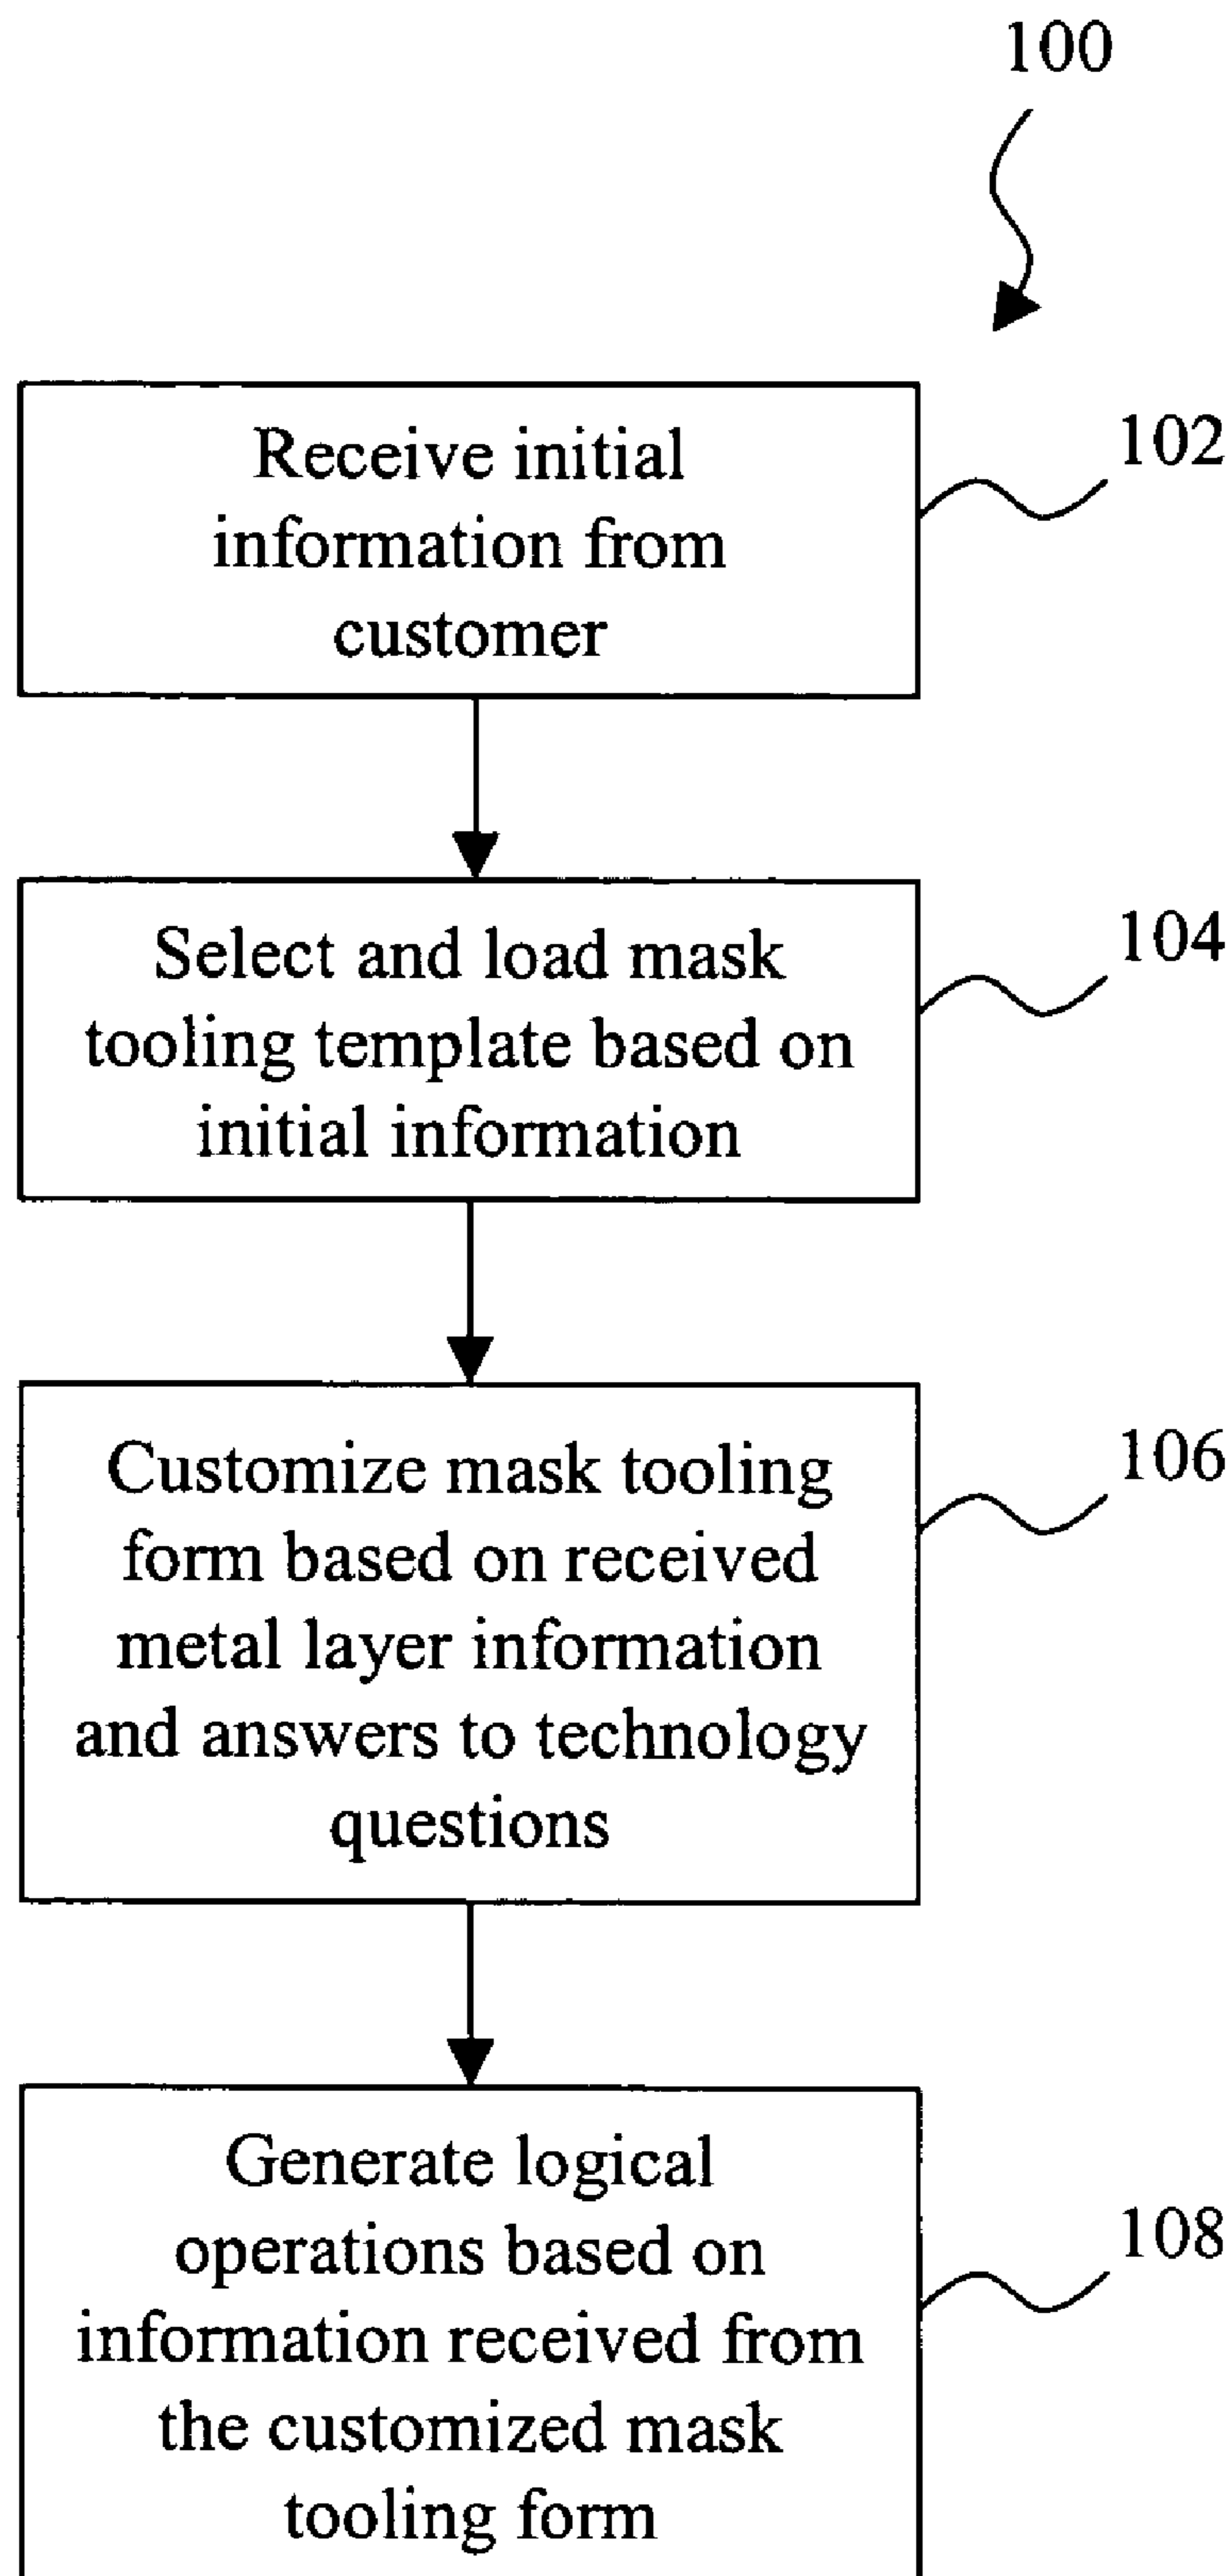 100
Receive initial
information from
customer
102
Select and load mask
tooling template based on
initial information
104
Customize mask tooling
form based on received
metal layer information
and answers to technology
questions
106
Generate logical
operations based on
information received from
the customized mask
tooling form
108